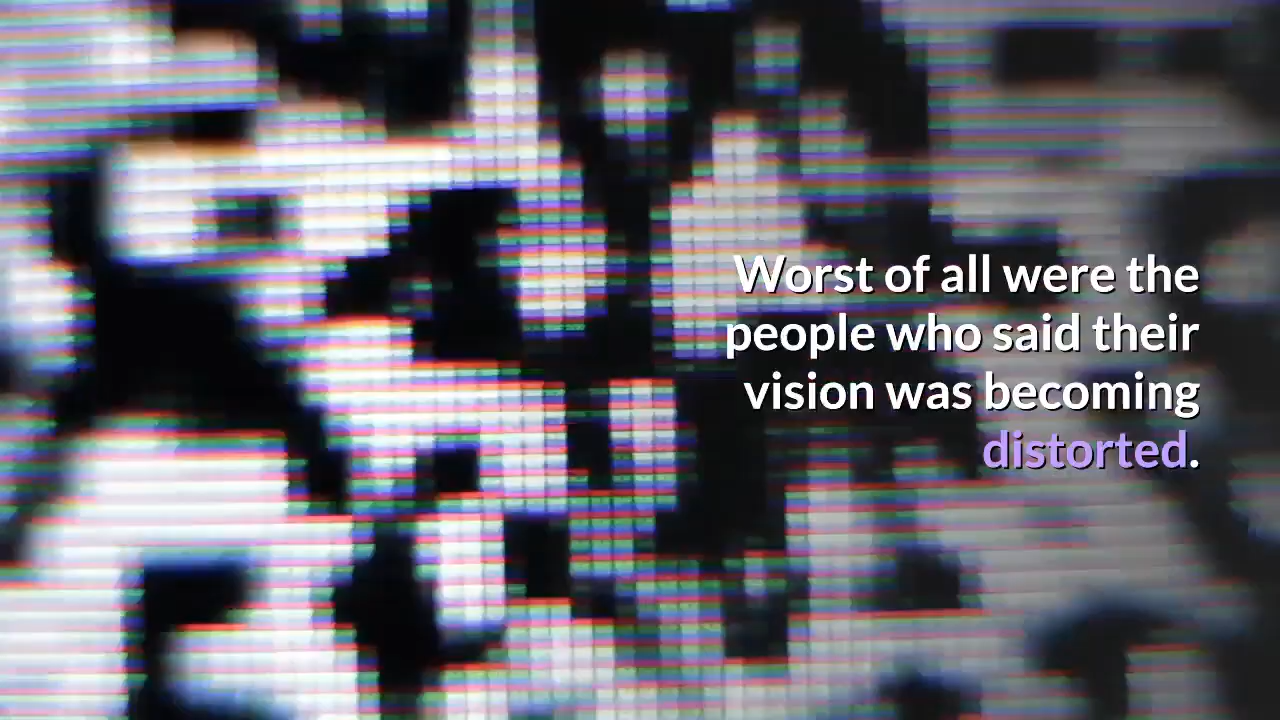 Worst of all were the
people who said their
vision was becoming
distorted.